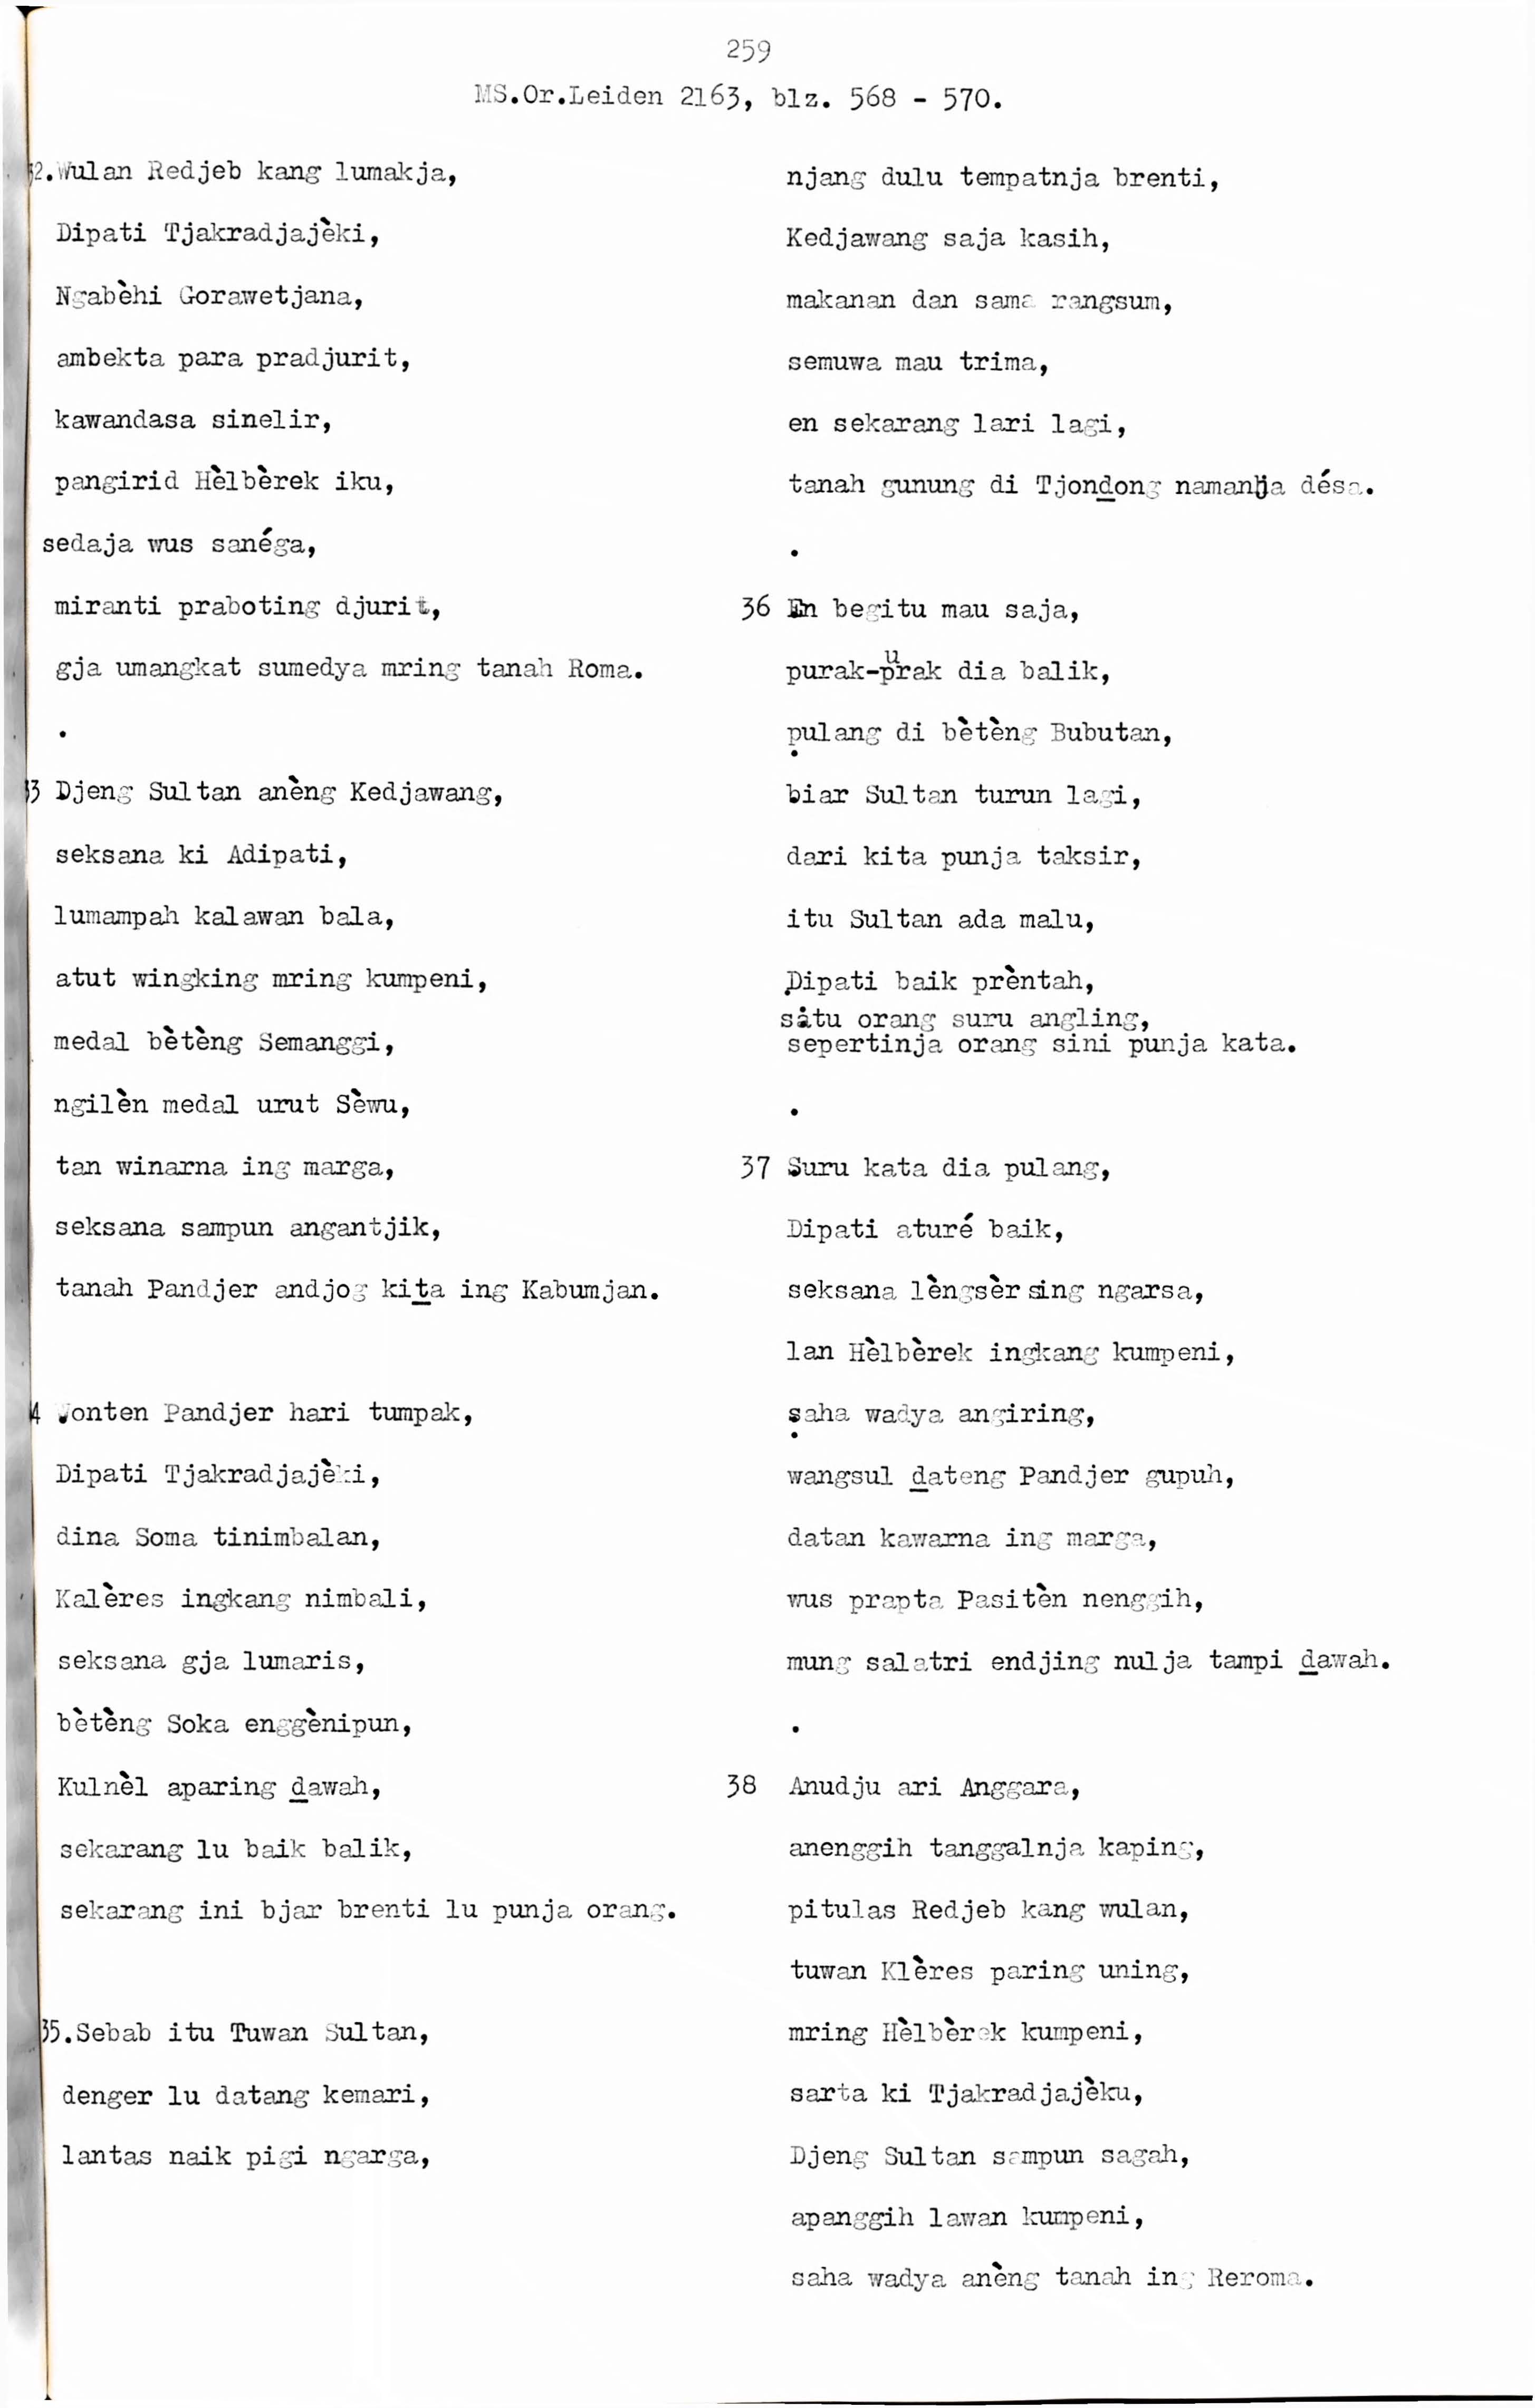 259
MS.Or.Leiden 2163, blz. 568 - 570.
32. Wulan Redjeb kang lumakja,
Dipati Tjakradjajèki,
Ngabèhi Gorawetjana,
ambekta para pradjurit,
kawandasa sinelir,
pangirid Hèlbèrek iku,
sedaja wus sanéga,
miranti praboting djurit,
gja umangkat sumedya mring tanah Roma.
.
33 Djeng Sultan anèng Kedjawang,
seksana ki Adipati,
lumampah kalawan bala,
atut wingking mring kumpeni,
medal bètèng Semanggi,
ngilèn medal urut Sèwu,
tan winarna ing marga,
seksana sampun angantjik,
tanah Pandjer andjog kiṯa ing Kabumjan.
34 Wonten Pandjer hari tumpak,
Dipati Tjakradjajèki,
dina Soma tinimbalan,
Kalères ingkang nimbali,
seksana gja lumaris,
bètèng Soka enggènipun,
Kulnèl aparing ḏawah,
sekarang lu baik balik,
sekarang ini bjar brenti lu punja orang.
35. Sebab itu Tuwan Sultan,
denger lu datang kemari,
lantas naik pigi ngarga,
njang dulu tempatnja brenti,
Kedjawang saja kasih,
makanan dan sama rangsum,
semuwa mau trima,
en sekarang lari lagi,
tanah gunung di Tjonḏong namanja désa.
.
36 En begitu mau saja,
purak-purak dia balik,
pulang di bètèng Bubutan,
biar Sultan turun lagi,
dari kita punja taksir,
itu Sultan ada malu,
Dipati baik prèntah,
satu orang suru angling,
sepertinja orang sini punja kata.
.
37 Suru kata dia pulang,
Dipati aturé baik,
seksana lèngsèr sing ngarsa,
lan Hèlbèrek ingkang kumpeni,
saha wadya angiring,
wangsul ḏateng Pandjer gupuh,
datan kawarna ing marga,
wus prapta Pasitèn nenggih,
mung salatri endjing nulja tampi ḏawah.
.
38 Anudju ari Anggara,
anenggih tanggalnja kaping,
pitulas Redjeb kang wulan,
tuwan Klères paring uning,
mring Hèlbèrek kumpeni,
sarta ki Tjakradjajèku,
Djeng Sultan sampun sagah,
apanggih lawan kumpeni,
saha wadya anèng tanah ing Reroma.